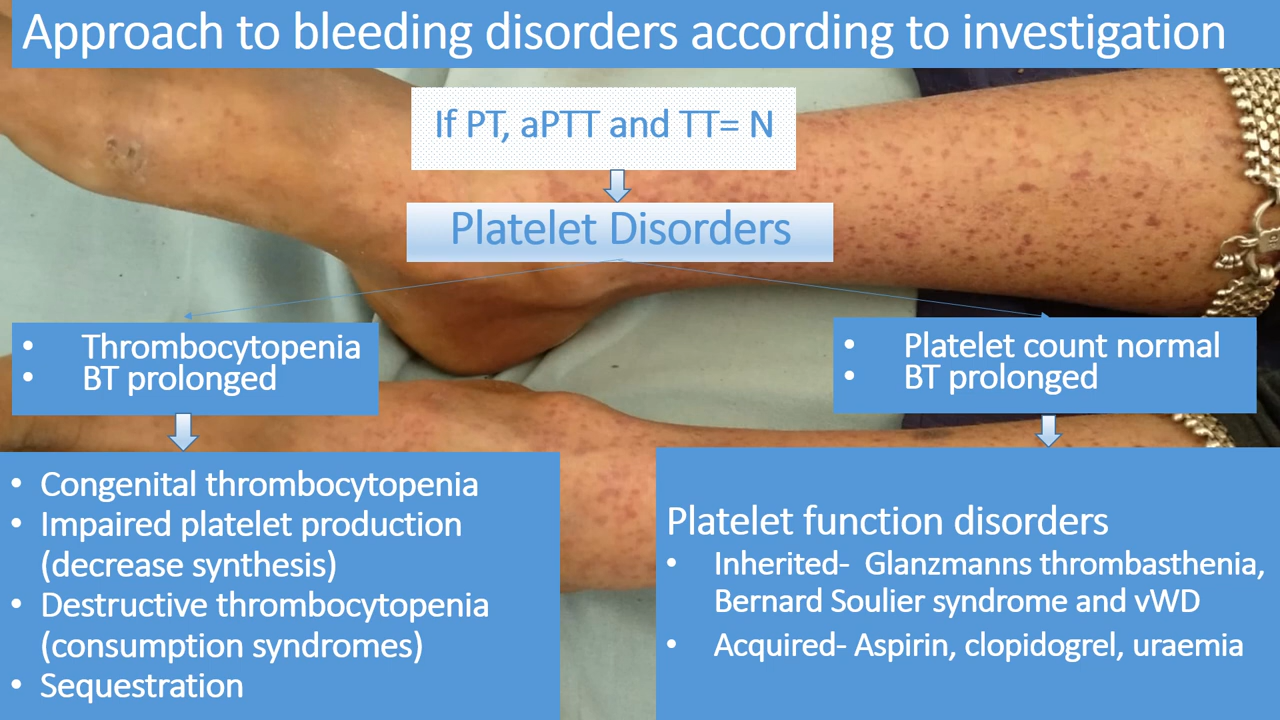 Approach to bleeding disorders according to investigation
If PT, aPTT and TT= N
Platelet Disorders
• Thrombocytopenia
• BT prolonged
• Platelet count normal
• BT prolonged
• Congenital thrombocytopenia
• Impaired platelet production
(decrease synthesis)
• Destructive thrombocytopenia
(consumption syndromes)
• Sequestration
Platelet function disorders
• Inherited- Glanzmanns thrombasthenia,
Bernard Soulier syndrome and vWD
• Acquired- Aspirin, clopidogrel, uraemia